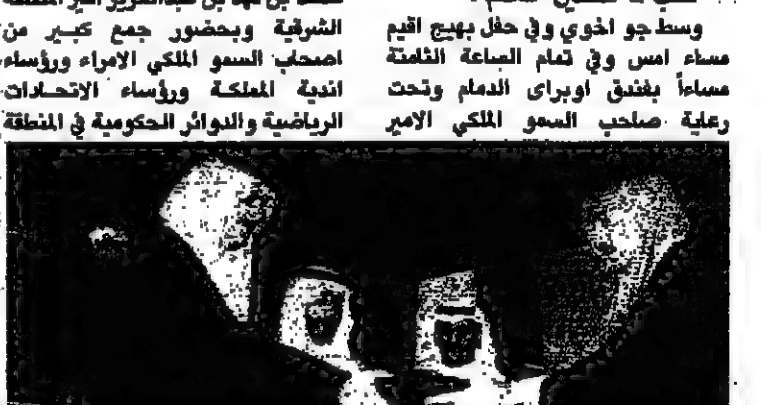 وسط جو اخوي وفي حفل بهيج اقيم
مساء امس وفي تمام الساعة الثامنة
مساءاً بفندق اوبراى الدمام وتحت
رعاية صاحب السمو الملكي الامير
الشرقية وبحضور جمع كبير من
اصحاب السمو الملكي الامراء ورؤساء
اندية المملكة ورؤساء الاتحادات
الرياضية والدوائر الحكومية في المنطقة